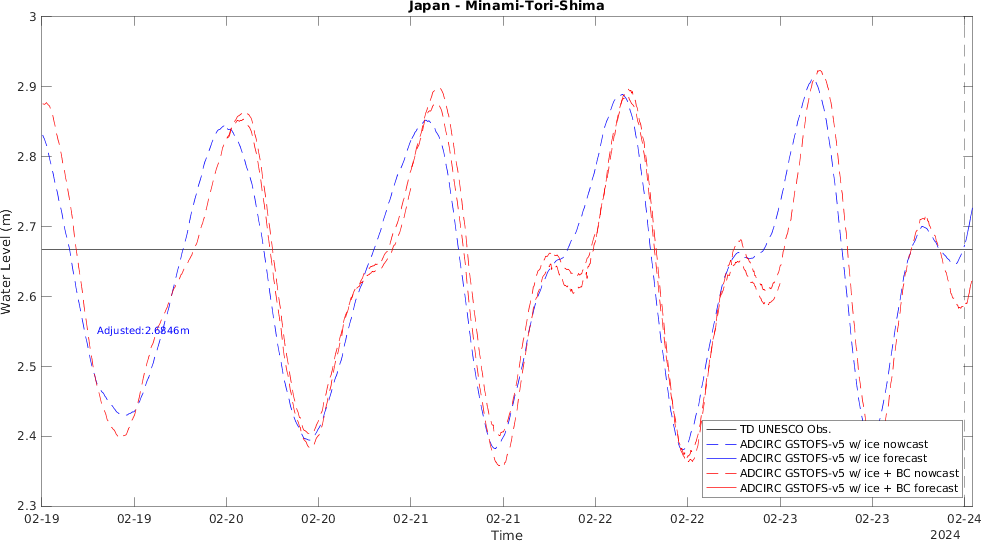 Japan - Minami-Tori-Shima
3
2.9
2.8
2.7
2.6
2.5
2.4
2.3
Water Level (m)
Adjusted:2.6846m
TD UNESCO Obs.
ADCIRC GSTOFS-v5 w/ ice nowcast
ADCIRC GSTOFS-v5 w/ ice forecast
ADCIRC GSTOFS-v5 w/ ice + BC nowcast
ADCIRC GSTOFS-v5 w/ ice + BC forecast
02-19 02-19 02-20 02-20 02-21 02-21 02-22 02-22 02-23 02-23 02-24
Time
2024